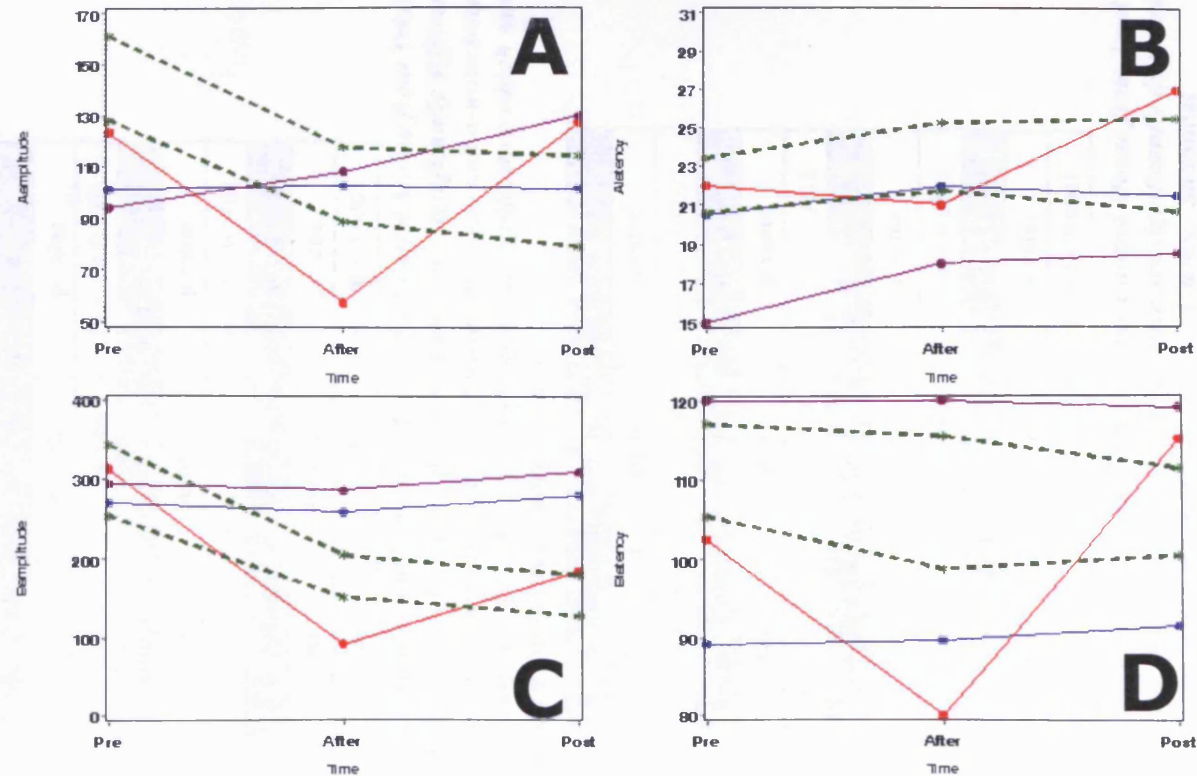 A
170
150
130
110
90
70
50
Aamplitude
Pre
After
Post
Time
B
31
29
27
25
23
21
19
17
15
Alatency
Pre
After
Post
Time
C
400
300
200
100
0
Bamplitude
Pre
After
Post
Time
D
120
110
100
90
80
Blatency
Pre
After
Post
Time